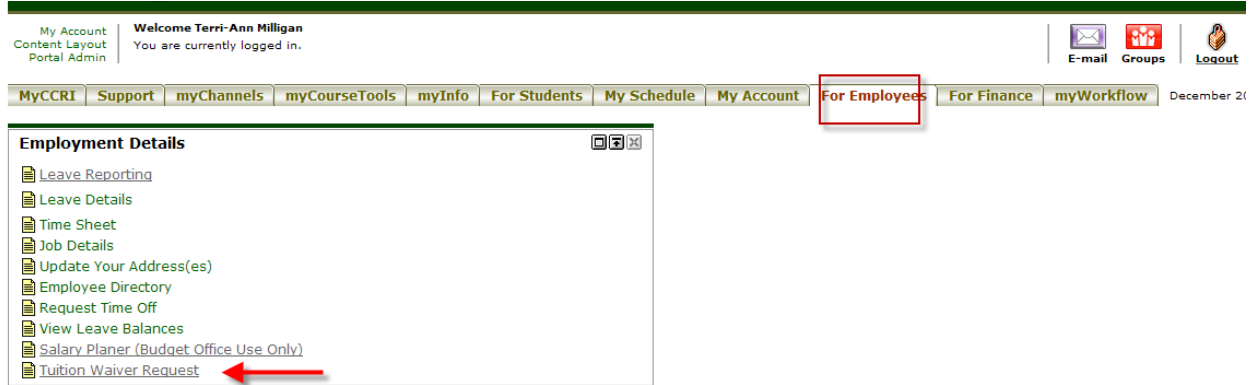 My Account
Content Layout
Portal Admin
Welcome Terri-Ann Milligan
You are currently logged in.
E-mail Groups Logout
MyCCRI Support myChannels myCourseTools myInfo For Students My Schedule My Account For Employees For Finance myWorkflow December 20
Employment Details
Leave Reporting
Leave Details
Time Sheet
Job Details
Update Your Address(es)
Employee Directory
Request Time Off
View Leave Balances
Salary Planer (Budget Office Use Only)
Tuition Waiver Request